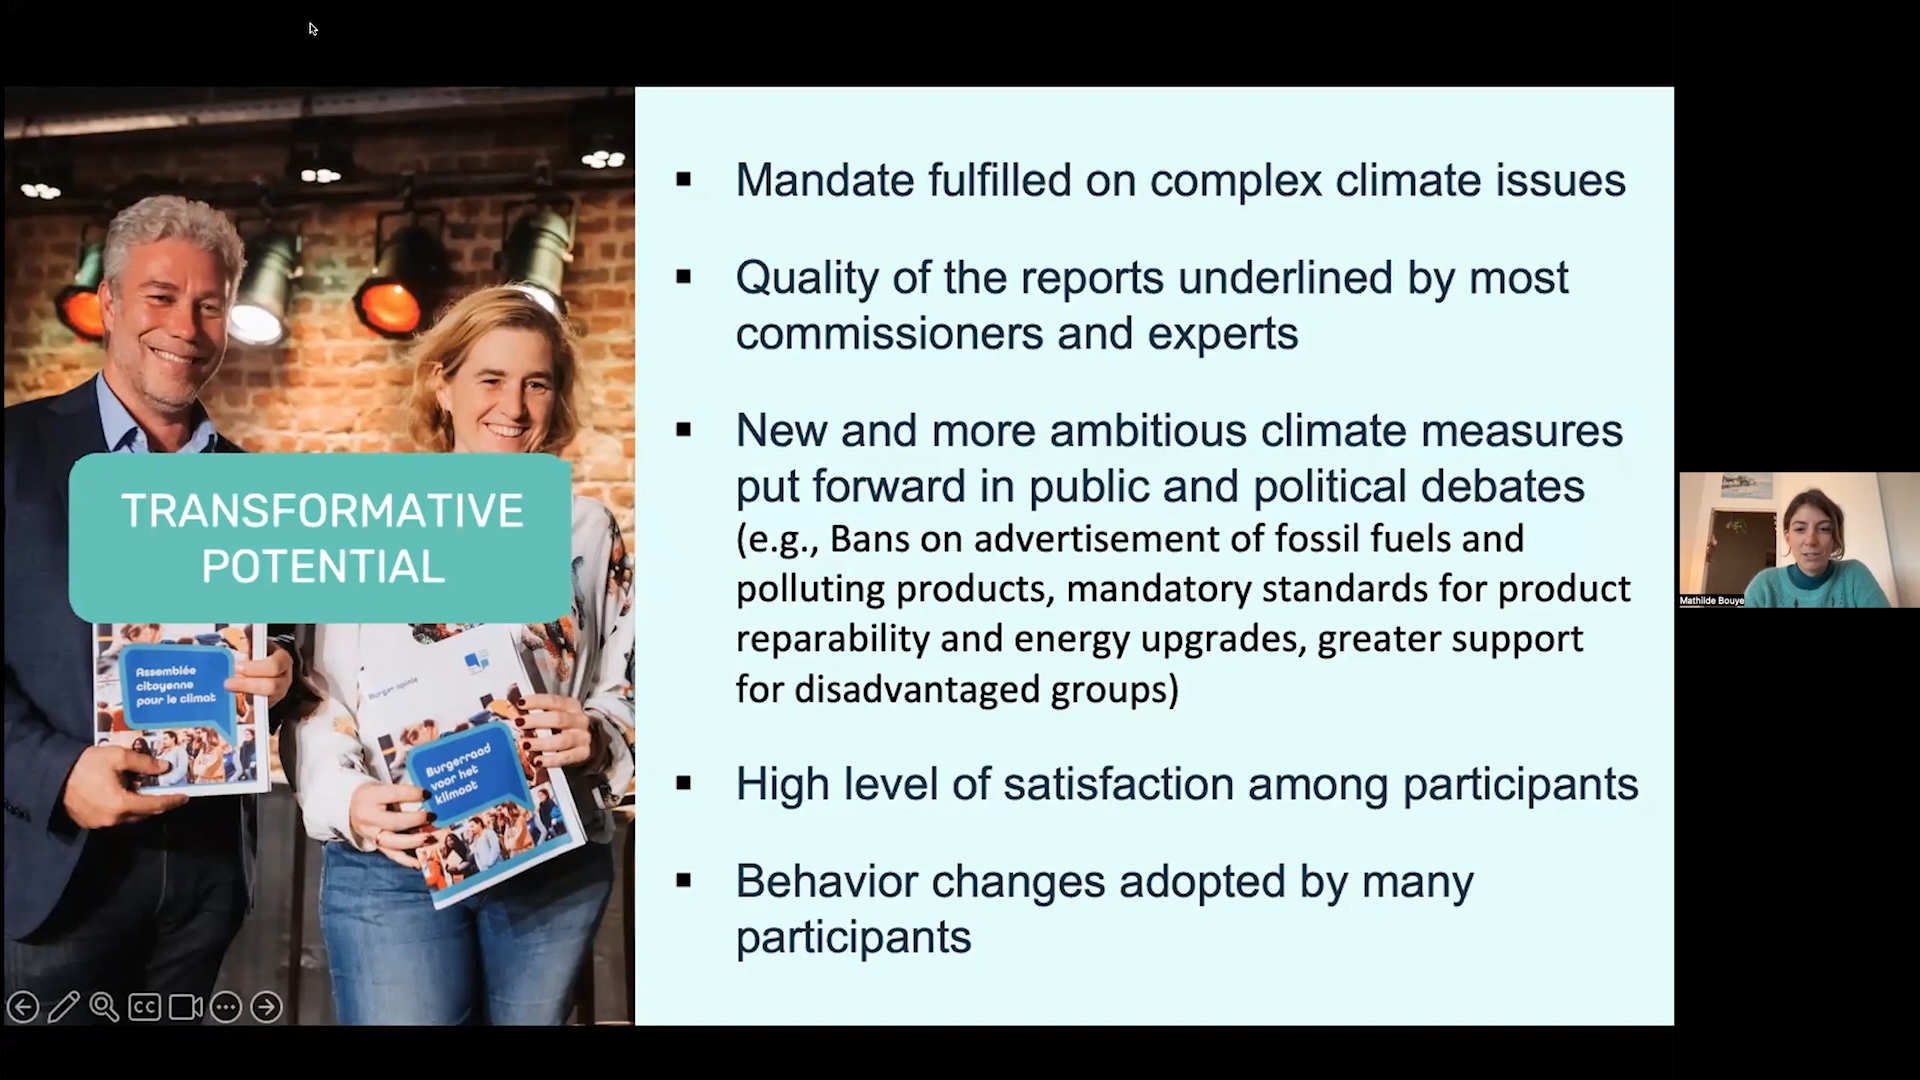 TRANSFORMATIVE
POTENTIAL
Assemblée
citoyenne
pour le climat
Burger opinie
Burgerraad
voor het
klimaat
▪ Mandate fulfilled on complex climate issues
▪ Quality of the reports underlined by most
commissioners and experts
▪ New and more ambitious climate measures
put forward in public and political debates
(e.g., Bans on advertisement of fossil fuels and
polluting products, mandatory standards for product
reparability and energy upgrades, greater support
for disadvantaged groups)
▪ High level of satisfaction among participants
▪ Behavior changes adopted by many
participants
CC
Mathilde Bouye